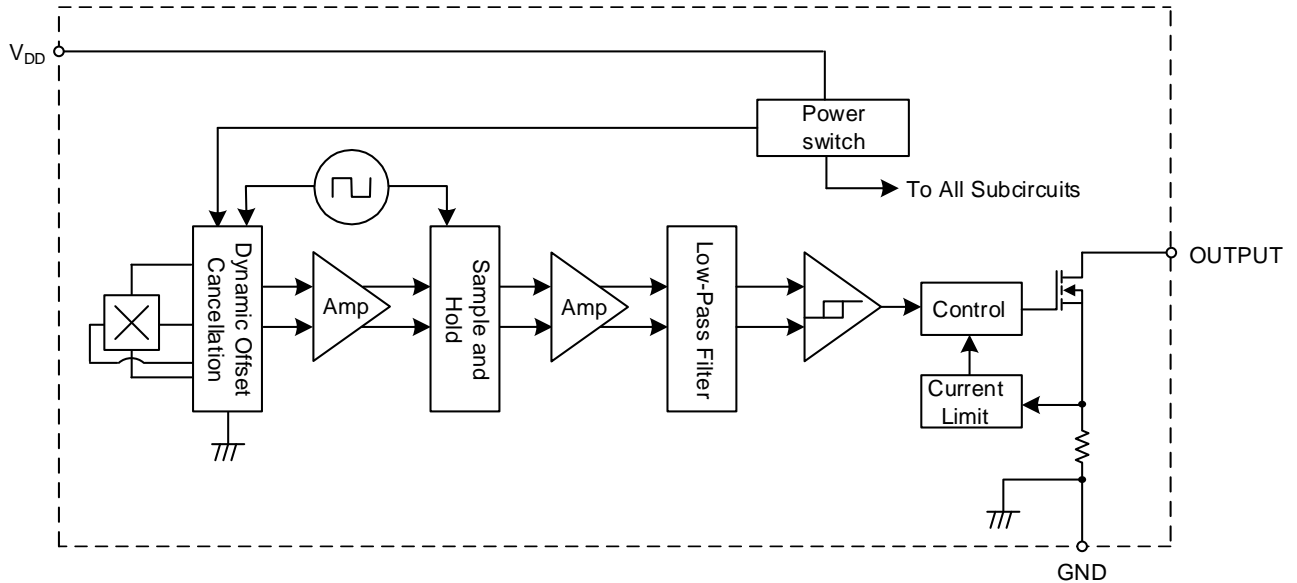 VDD
Power
switch
To All Subcircuits
Dynamic Offset
Cancellation
Amp
Sample and
Hold
Amp
Low-Pass Filter
Control
Current
Limit
OUTPUT
GND